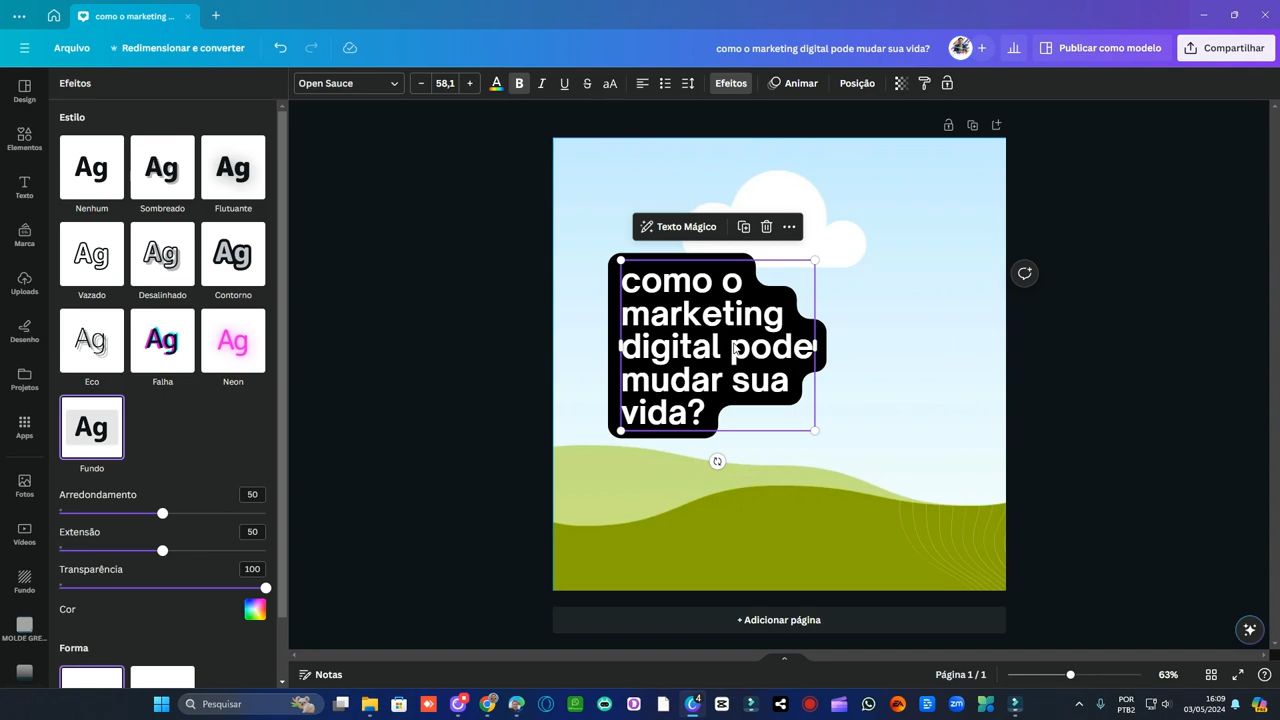 como o marketing ...
Arquivo
Redimensionar e converter
como o marketing digital pode mudar sua vida?
Publicar como modelo
Compartilhar
Efeitos
Open Sauce
58,1
A
B
I
U
S
aA
Efeitos
Animar
Posição
Design
Elementos
Texto
Marca
Uploads
Desenho
Projetos
Apps
Fotos
Vídeos
Fundo
MOLDE GRE...
Estilo
Ag
Ag
Ag
Nenhum
Sombreado
Flutuante
Ag
Ag
Ag
Vazado
Desalinhado
Contorno
Ag
Ag
Ag
Eco
Falha
Neon
Ag
Fundo
Arredondamento
50
Extensão
50
Transparência
100
Cor
Forma
Texto Mágico
como o
marketing
digital pode
mudar sua
vida?
+ Adicionar página
Notas
Página 1 / 1
63%
Pesquisar
4
POR
PTB2
16:09
03/05/2024